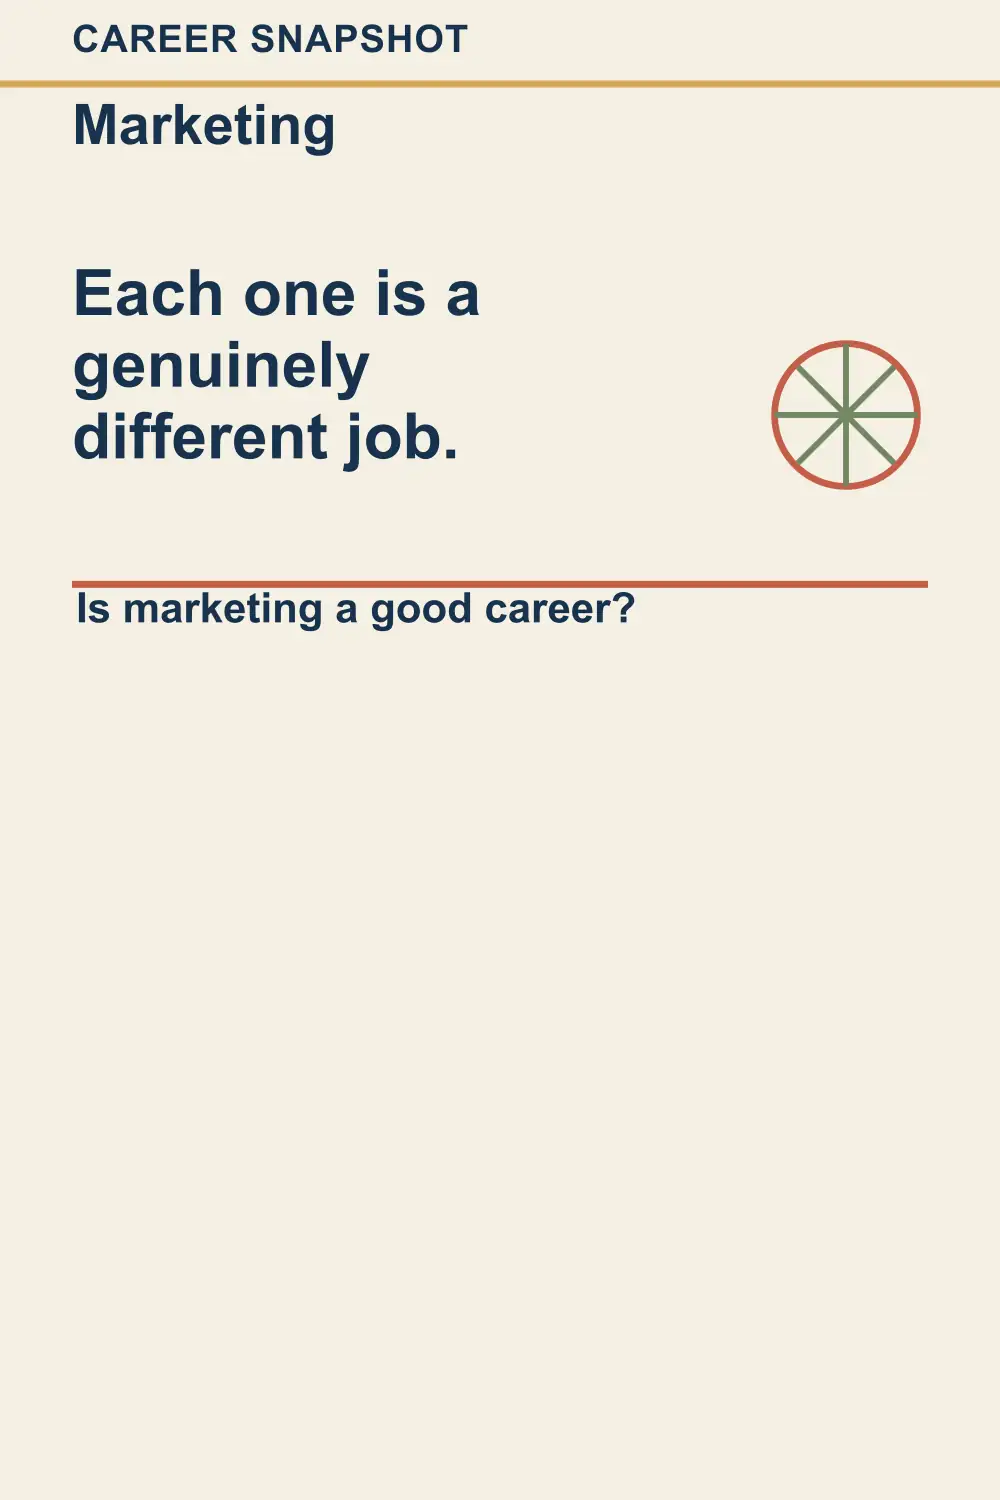 CAREER SNAPSHOT
Marketing
Each one is a
genuinely
different job.
Is marketing a good career?